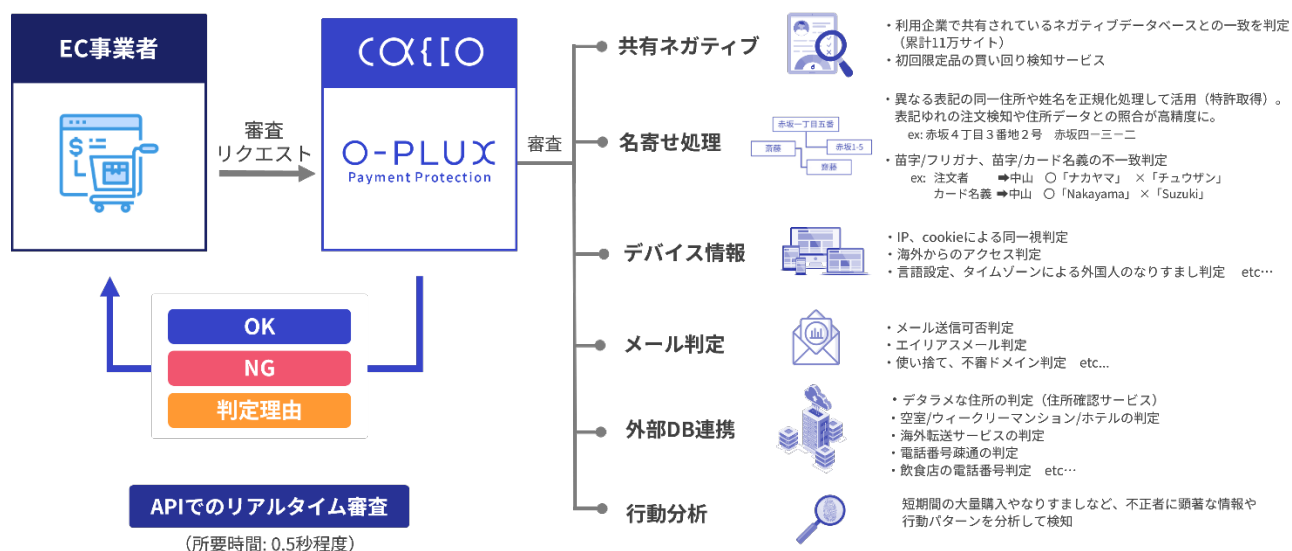 EC事業者
cacco
O-PLUX
Payment Protection
審査
リクエスト
審査
OK
NG
判定理由
APIでのリアルタイム審査
(所要時間: 0.5秒程度)
共有ネガティブ
・利用企業で共有されているネガティブデータベースとの一致を判定
（累計11万サイト）
・初回限定品の買い回り検知サービス
名寄せ処理
赤坂一丁目五番
斎藤
赤坂1-5
齋藤
・異なる表記の同一住所や姓名を正規化処理して活用（特許取得）。
表記ゆれの注文検知や住所データとの照合が高精度に。
ex: 赤坂４丁目３番地２号　赤坂四－三－二
・苗字/フリガナ、苗字/カード名義の不一致判定
ex: 注文者 ➡中山 〇「ナカヤマ」 ×「チュウザン」
カード名義 ➡中山 〇「Nakayama」 ×「Suzuki」
デバイス情報
・IP、cookieによる同一視判定
・海外からのアクセス判定
・言語設定、タイムゾーンによる外国人のなりすまし判定　etc…
メール判定
・メール送信可否判定
・エイリアスメール判定
・使い捨て、不審ドメイン判定　etc...
外部DB連携
・デタラメな住所の判定（住所確認サービス）
・空室/ウィークリーマンション/ホテルの判定
・海外転送サービスの判定
・電話番号疎通の判定
・飲食店の電話番号判定　etc…
行動分析
短期間の大量購入やなりすましなど、不正者に顕著な情報や
行動パターンを分析して検知